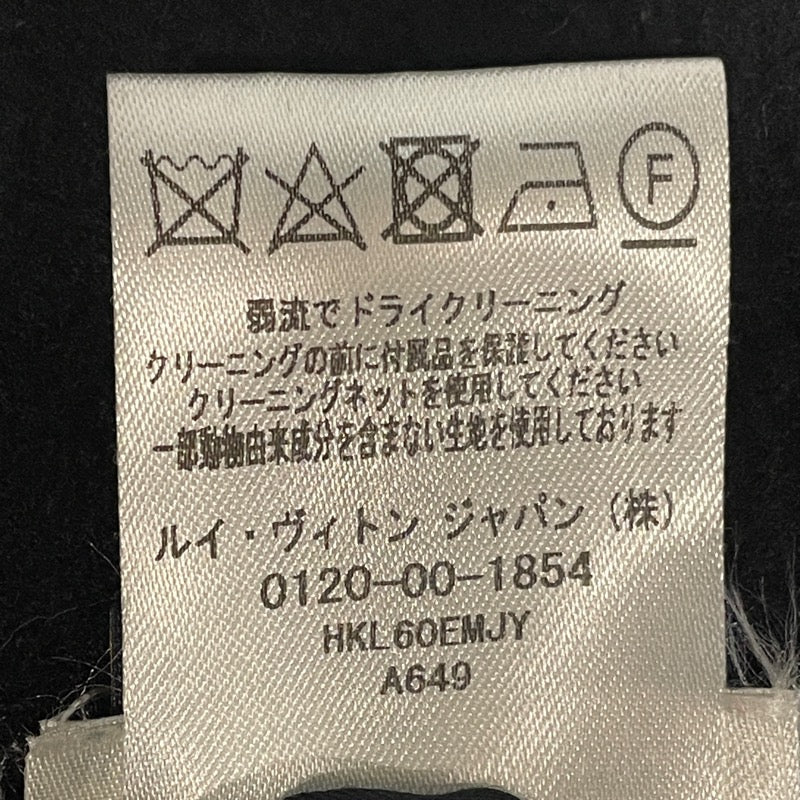 F
弱流でドライクリーニング
クリーニングの前に付属品を保護してください
クリーニングネットを使用してください
一部動物由来成分を含まない生地を使用しております
ルイ・ヴィトン ジャパン (株)
0120-00-1854
HKL60EMJY
A649